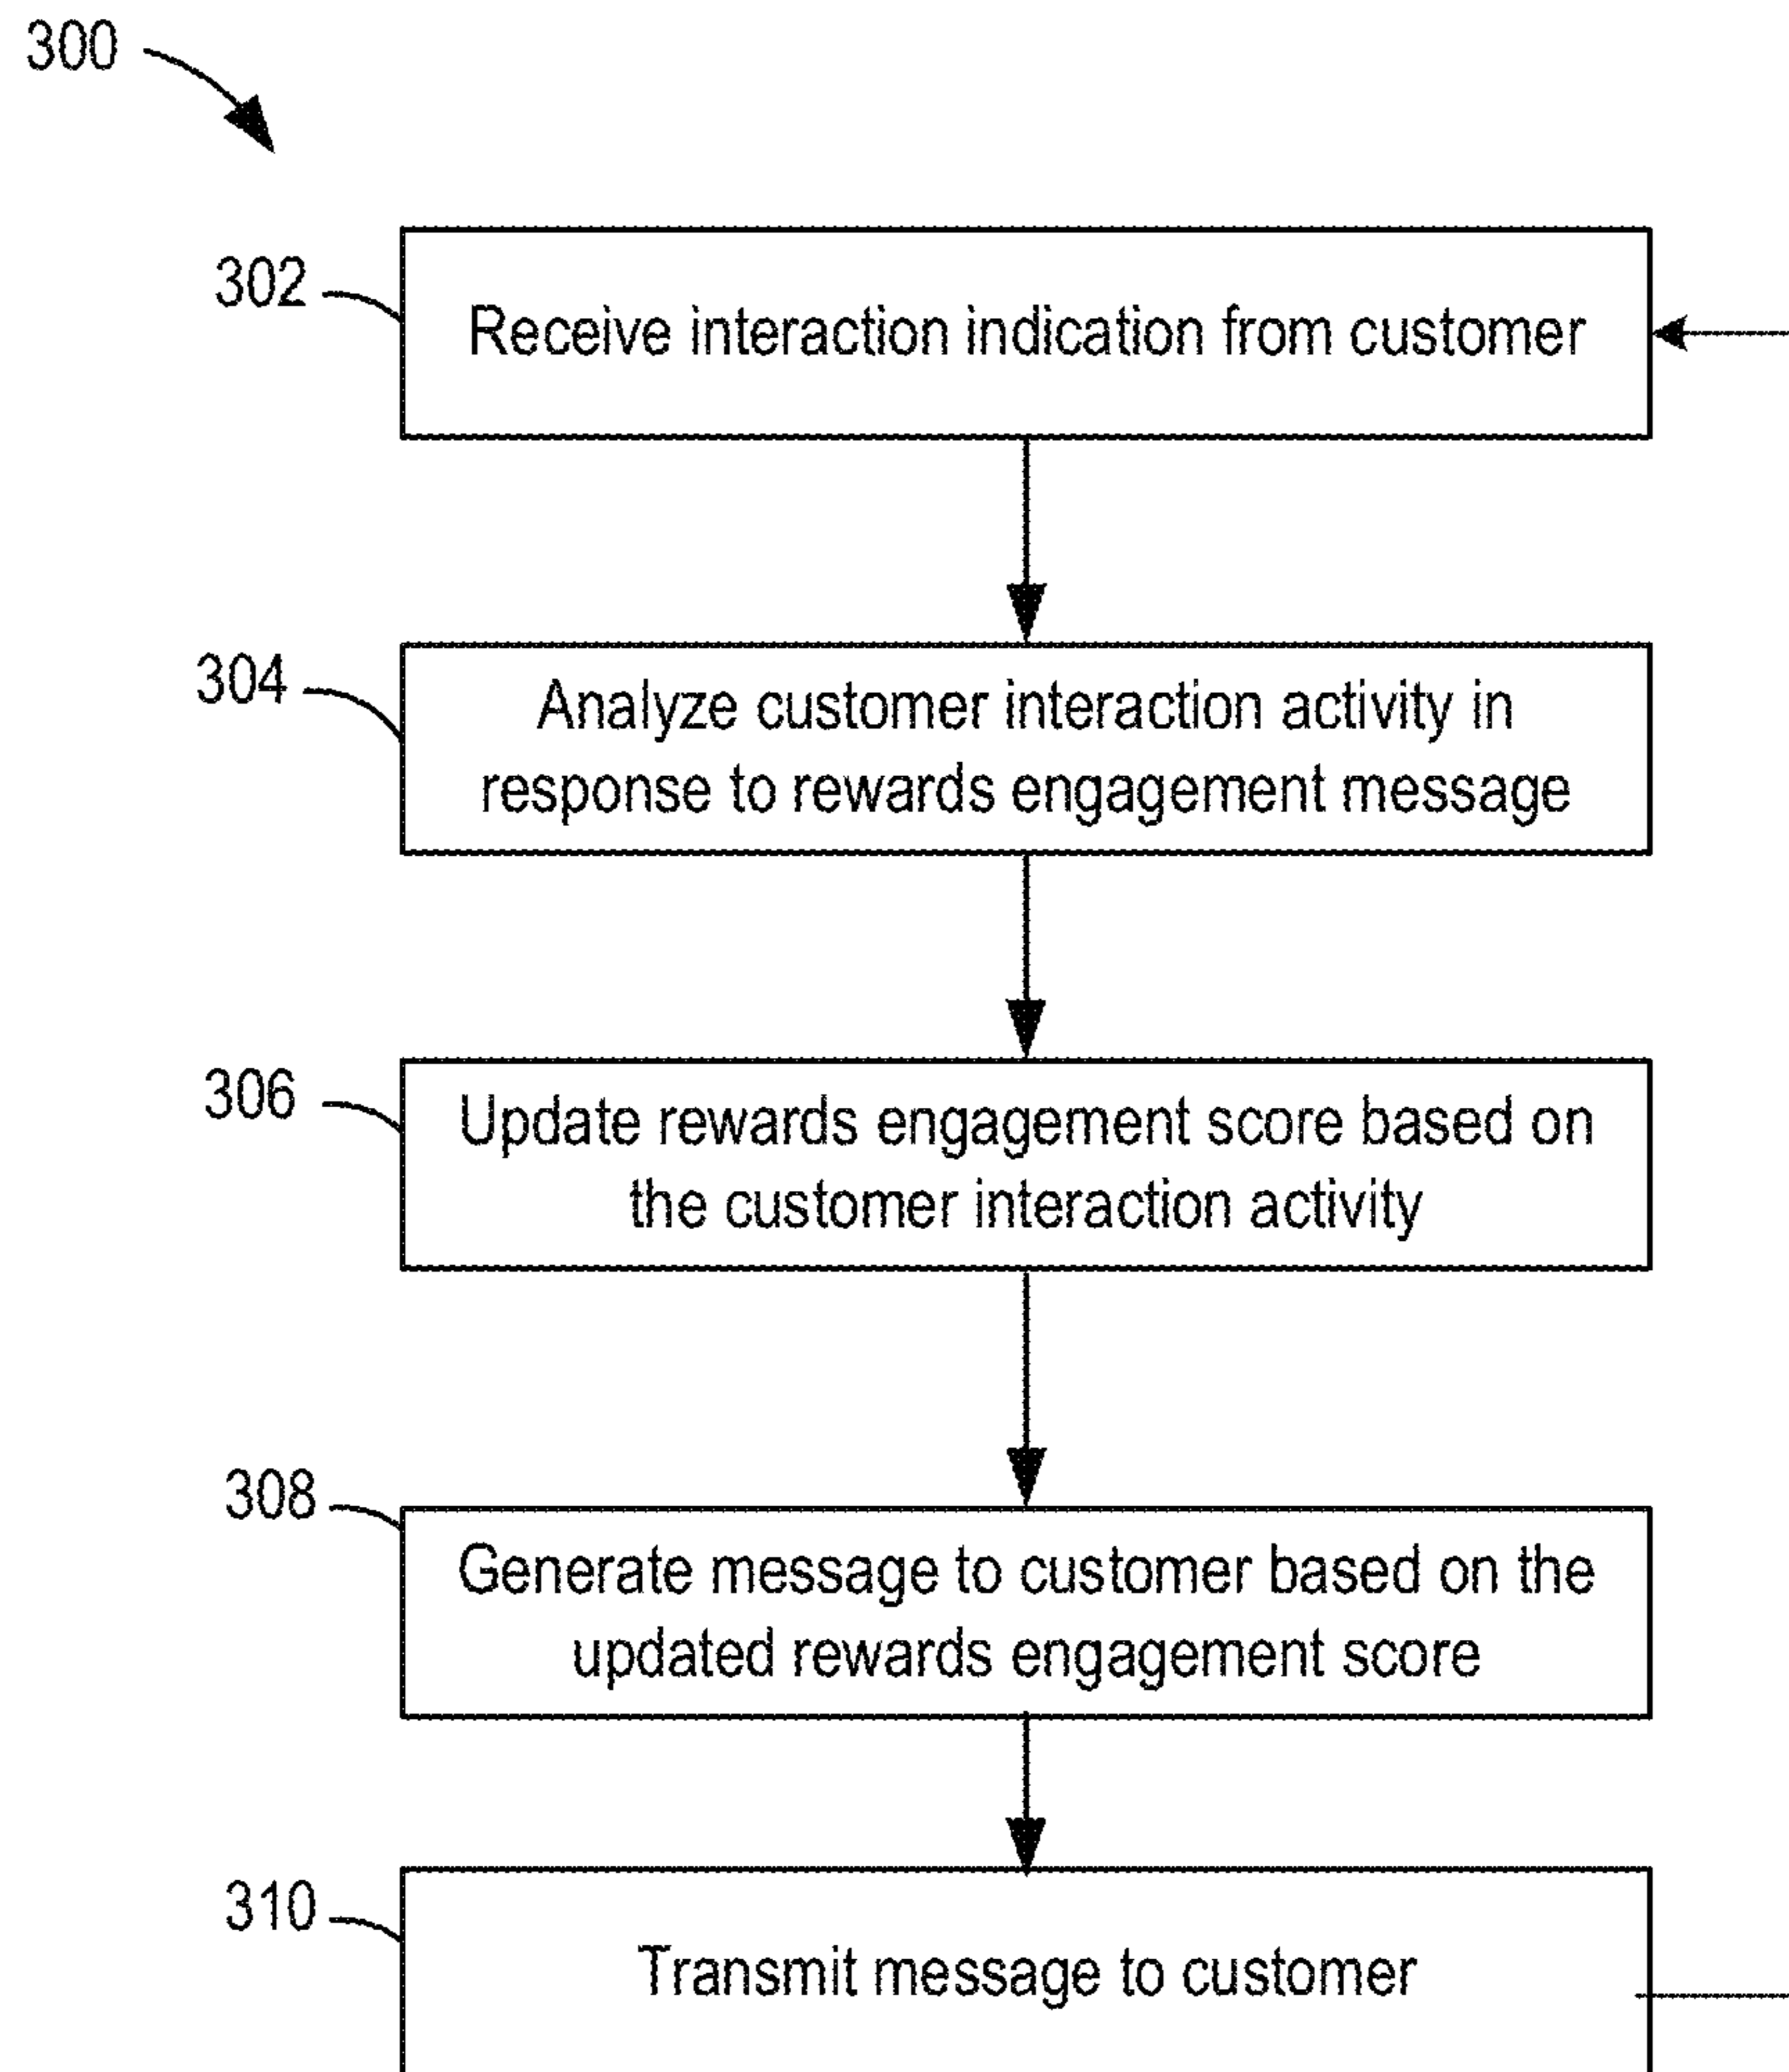 300
302
Receive interaction indication from customer
304
Analyze customer interaction activity in
response to rewards engagement message
306
Update rewards engagement score based on
the customer interaction activity
308
Generate message to customer based on the
updated rewards engagement score
310
Transmit message to customer